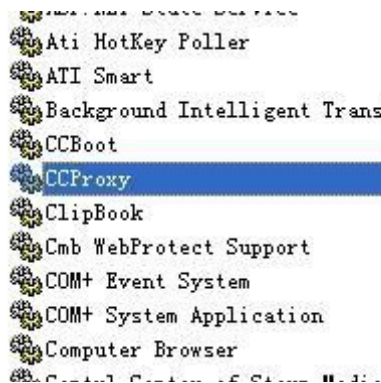 Ati HotKey Poller
ATI Smart
Background Intelligent Trans
CCBoot
CCProxy
ClipBook
Cmb WebProtect Support
COM+ Event System
COM+ System Application
Computer Browser